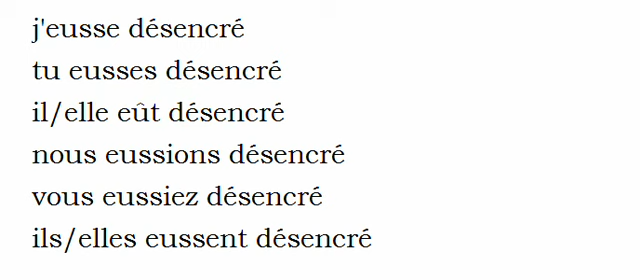 j'eusse désencré
tu eusses désencré
il/elle eût désencré
nous eussions désencré
vous eussiez désencré
ils/elles eussent désencré